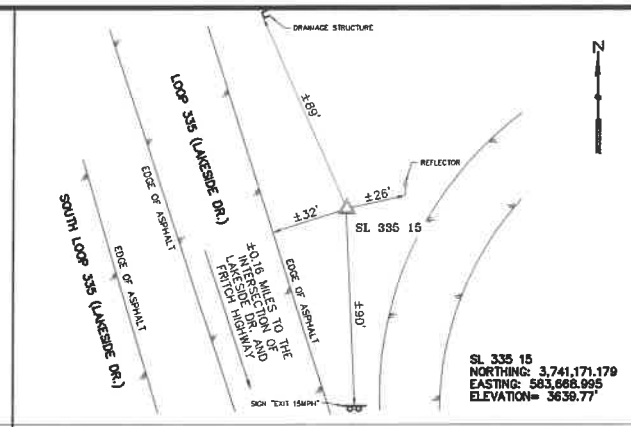 DRAINAGE STRUCTURE
N
LOOP 335 (LAKESIDE DR.)
±89'
REFLECTOR
±26'
±32'
SL 335 15
EDGE OF ASPHALT
SOUTH LOOP 335 (LAKESIDE DR.)
EDGE OF ASPHALT
±0.16 MILES TO THE
INTERSECTION OF
LAKESIDE DR. AND
FRITCH HIGHWAY
EDGE OF ASPHALT
±90'
SIGN "EXIT 15MPH"
SL 335 15
NORTHING: 3,741,171.179
EASTING: 583,668.995
ELEVATION= 3639.77'